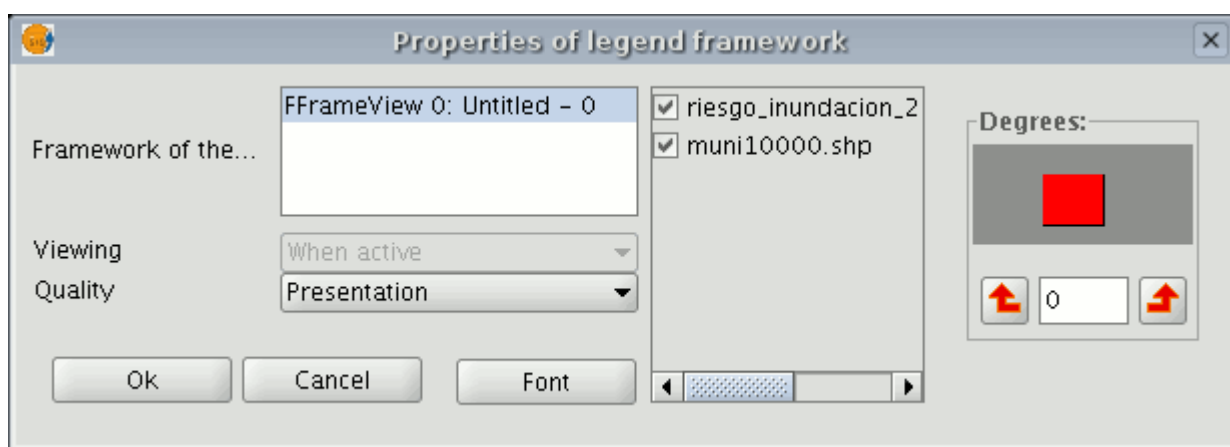 Properties of legend framework
Framework of the...
FFrameView 0: Untitled - 0
riesgo_inundacion_2
muni10000.shp
Degrees:
0
Viewing
When active
Quality
Presentation
Ok
Cancel
Font